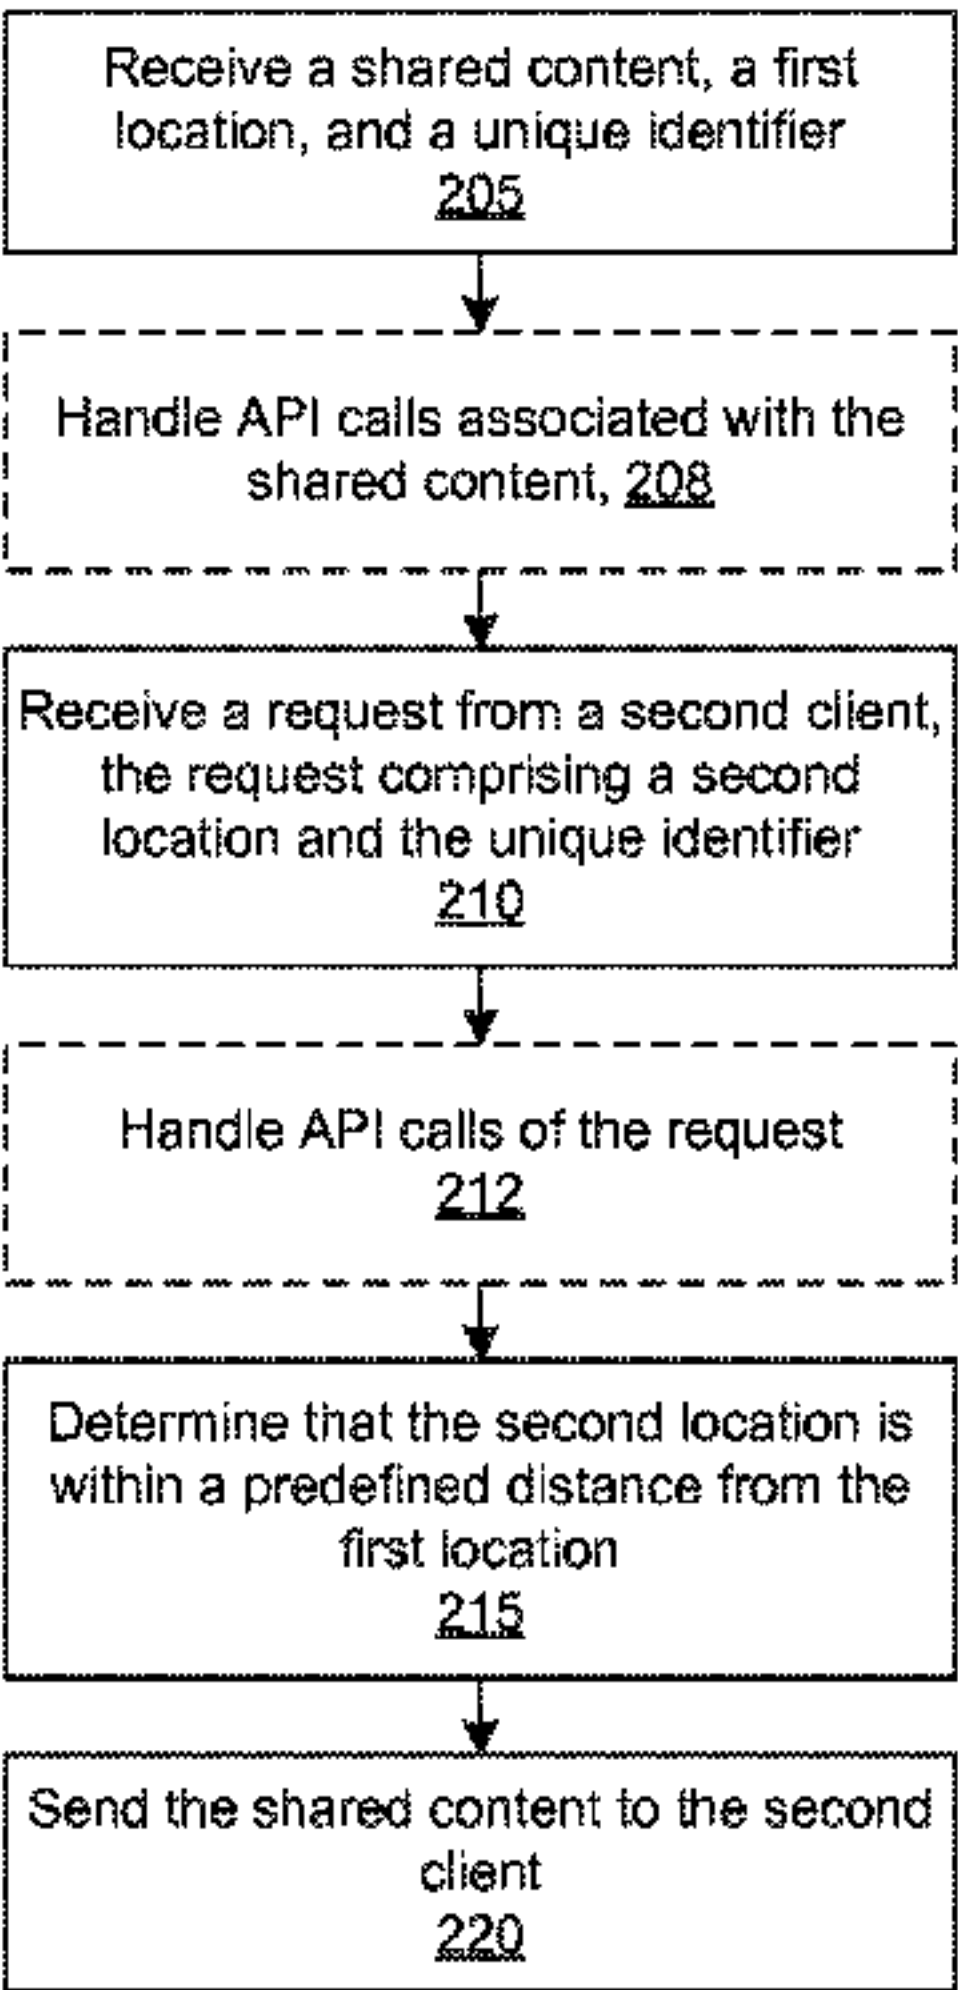 Receive a shared content, a first
location, and a unique identifier
205
Handle API calls associated with the
shared content, 208
Receive a request from a second client,
the request comprising a second
location and the unique identifier
210
Handle API calls of the request
212
Determine that the second location is
within a predefined distance from the
first location
215
Send the shared content to the second
client
220